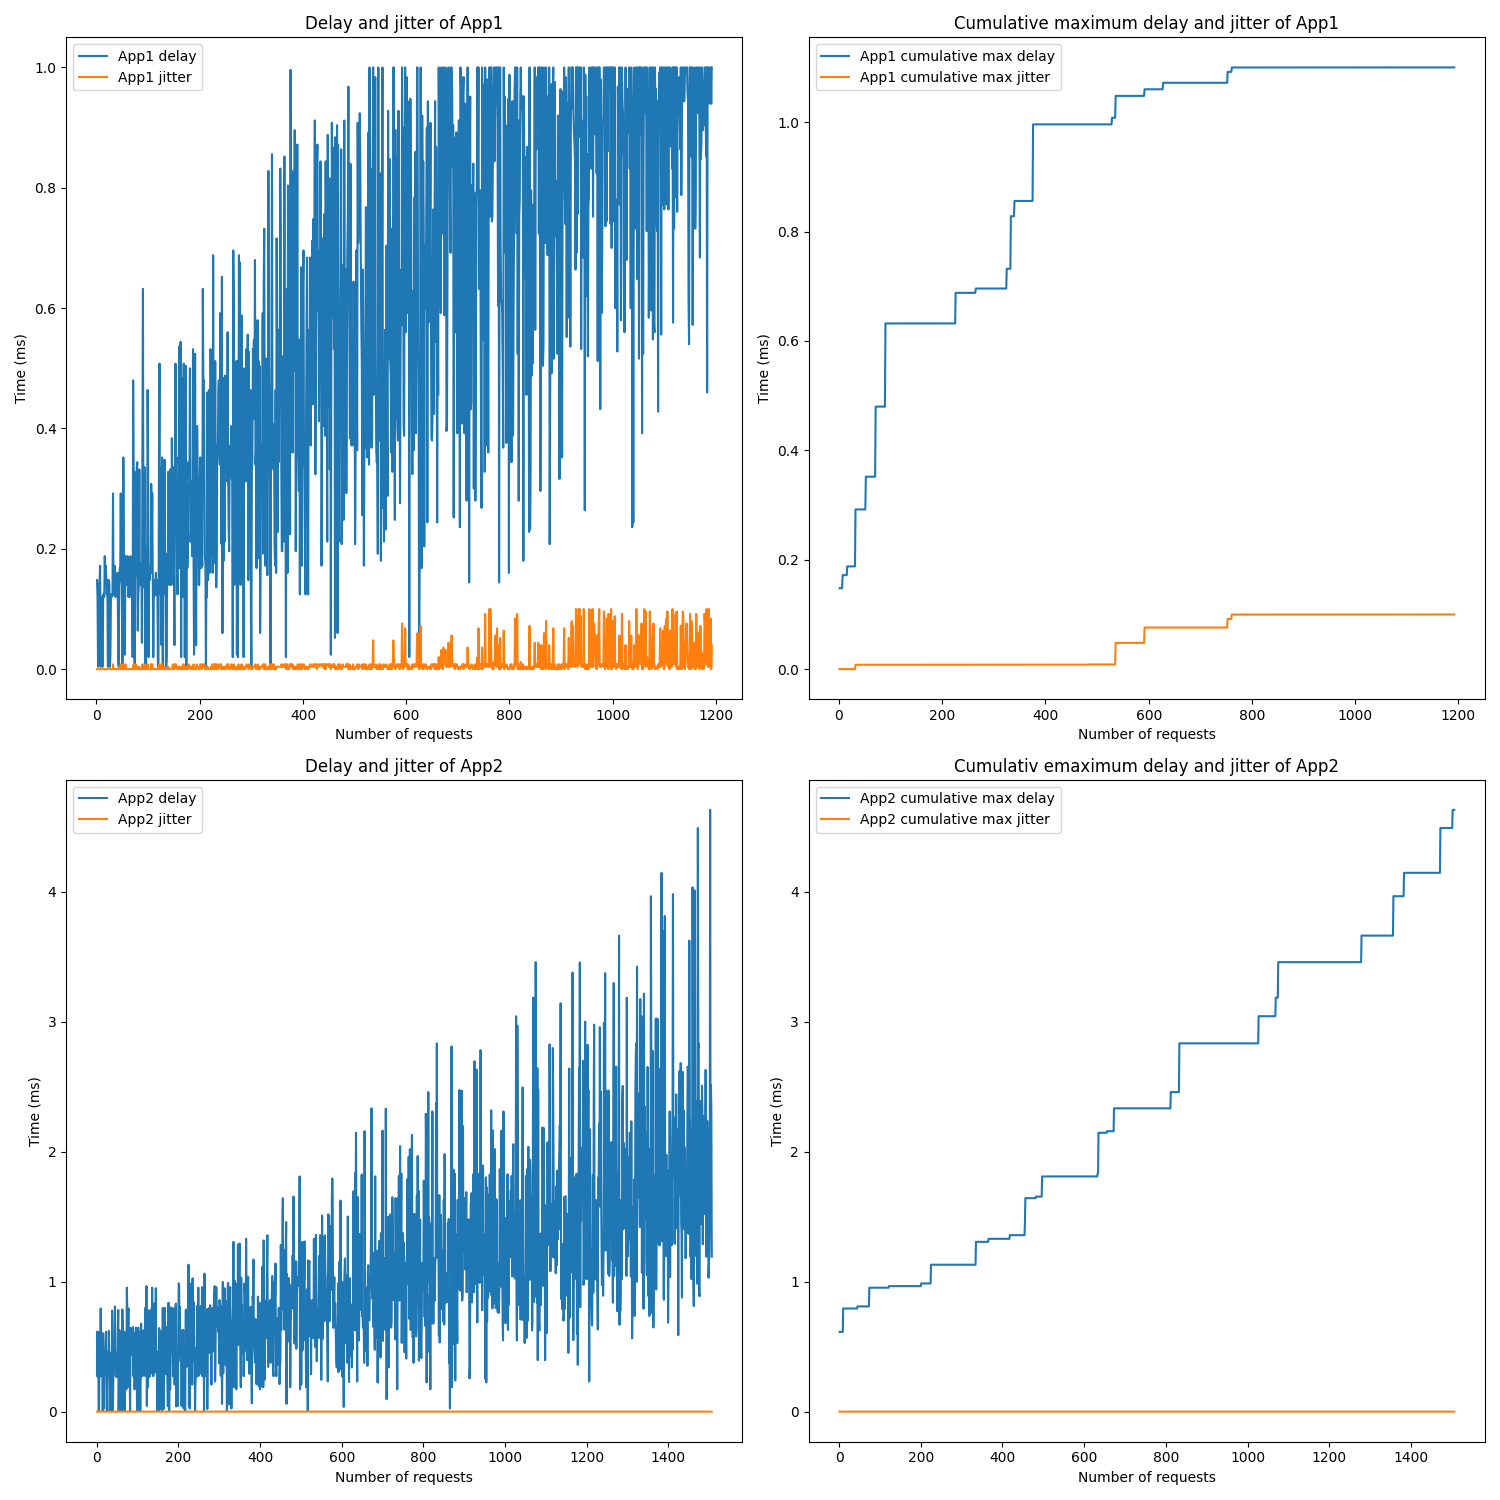 Delay and jitter of App1
App1 delay
App1 jitter
1.0
0.8
0.6
0.4
0.2
0.0
Time (ms)
0 200 400 600 800 1000 1200
Number of requests
Cumulative maximum delay and jitter of App1
App1 cumulative max delay
App1 cumulative max jitter
1.0
0.8
0.6
0.4
0.2
0.0
Time (ms)
0 200 400 600 800 1000 1200
Number of requests
Delay and jitter of App2
App2 delay
App2 jitter
4
3
2
1
0
Time (ms)
0 200 400 600 800 1000 1200 1400
Number of requests
Cumulativ emaximum delay and jitter of App2
App2 cumulative max delay
App2 cumulative max jitter
4
3
2
1
0
Time (ms)
0 200 400 600 800 1000 1200 1400
Number of requests